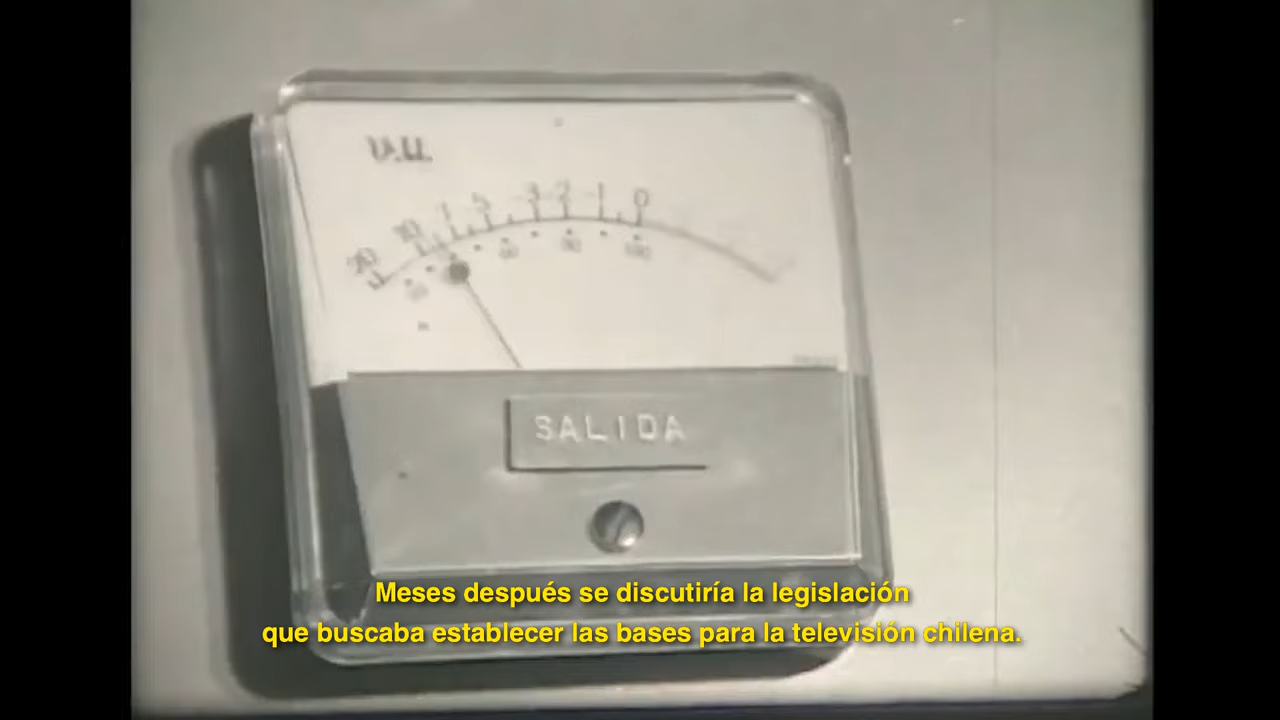 20 10 7 5 3 2 1 0
SALIDA
Meses después se discutiría la legislación
que buscaba establecer las bases para la televisión chilena.